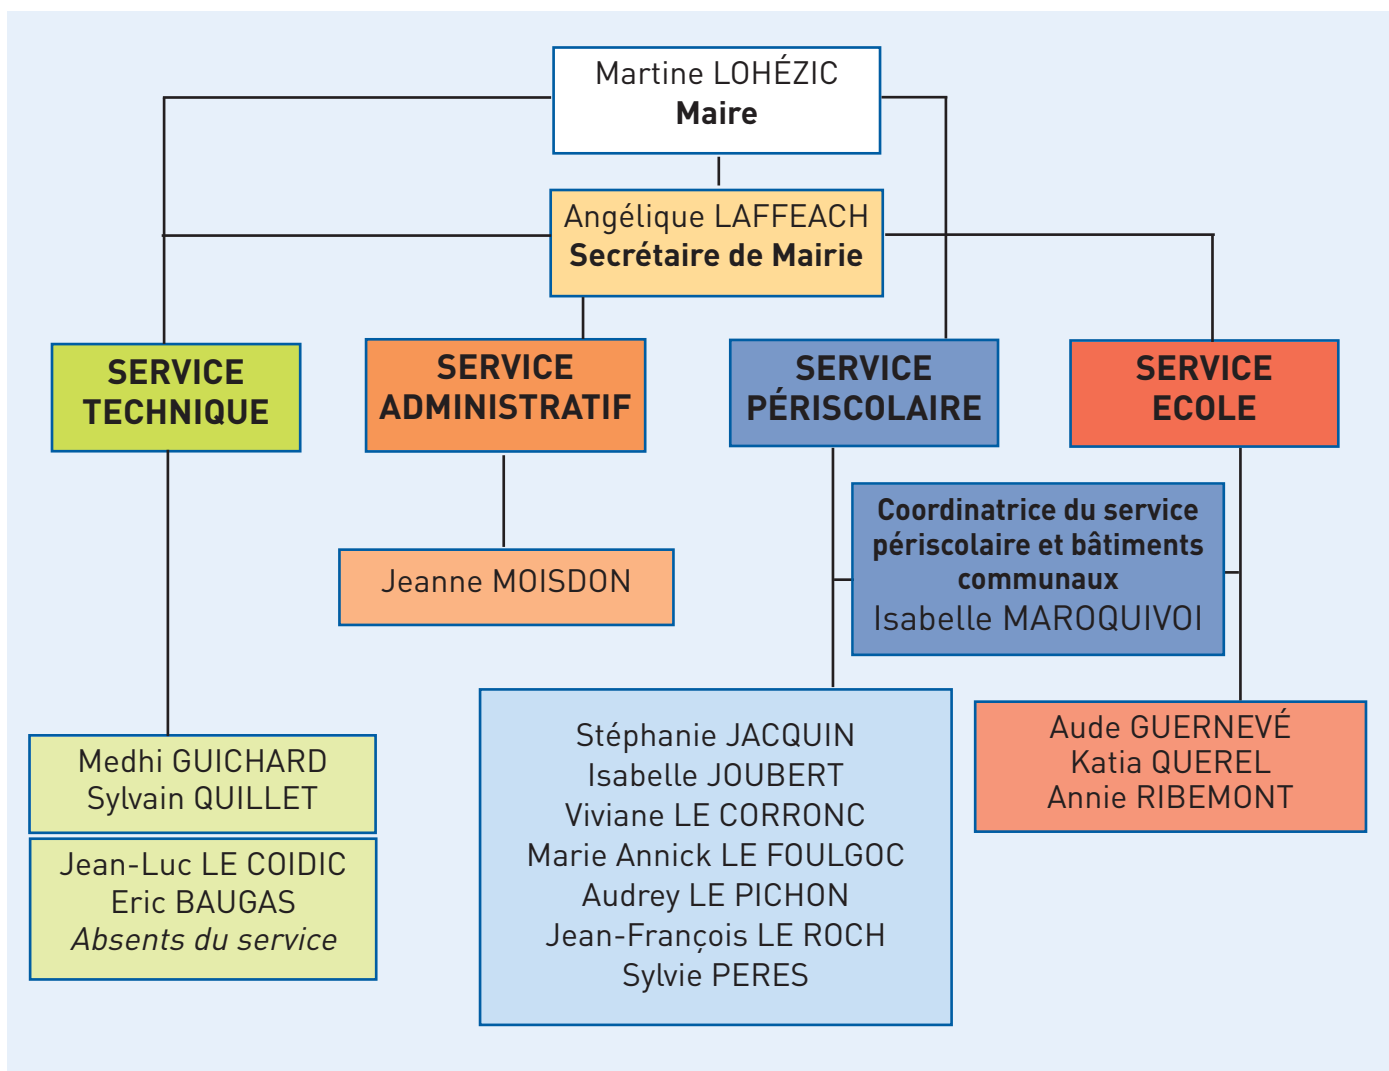 Martine LOHÉZIC
Maire
Angélique LAFFEACH
Secrétaire de Mairie
SERVICE
TECHNIQUE
SERVICE
ADMINISTRATIF
SERVICE
PÉRISCOLAIRE
SERVICE
ECOLE
Coordinatrice du service
périscolaire et bâtiments
communaux
Isabelle MAROQUIVOI
Jeanne MOISDON
Medhi GUICHARD
Sylvain QUILLET
Jean-Luc LE COIDIC
Eric BAUGAS
Absents du service
Stéphanie JACQUIN
Isabelle JOUBERT
Viviane LE CORRONC
Marie Annick LE FOULGOC
Audrey LE PICHON
Jean-François LE ROCH
Sylvie PERES
Aude GUERNEVÉ
Katia QUEREL
Annie RIBEMONT